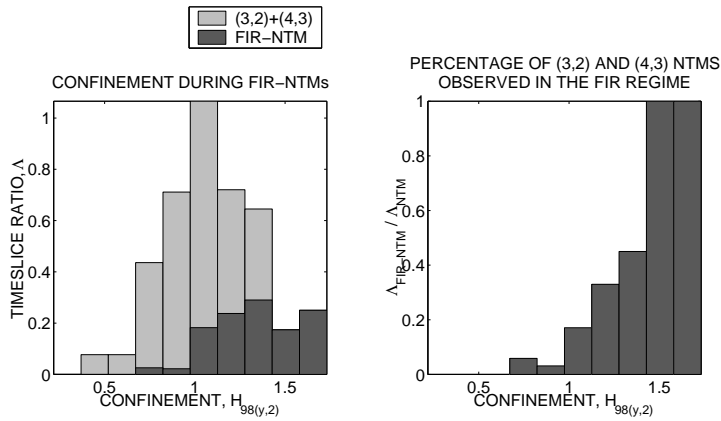 (3,2)+(4,3)
FIR−NTM
CONFINEMENT DURING FIR−NTMs
TIMESLICE RATIO, Λ
1
0.8
0.6
0.4
0.2
0
0.5
1
1.5
CONFINEMENT, H98(y,2)
PERCENTAGE OF (3,2) AND (4,3) NTMS
OBSERVED IN THE FIR REGIME
ΛFIR−NTM / ΛNTM
1
0.8
0.6
0.4
0.2
0
0.5
1
1.5
CONFINEMENT, H98(y,2)